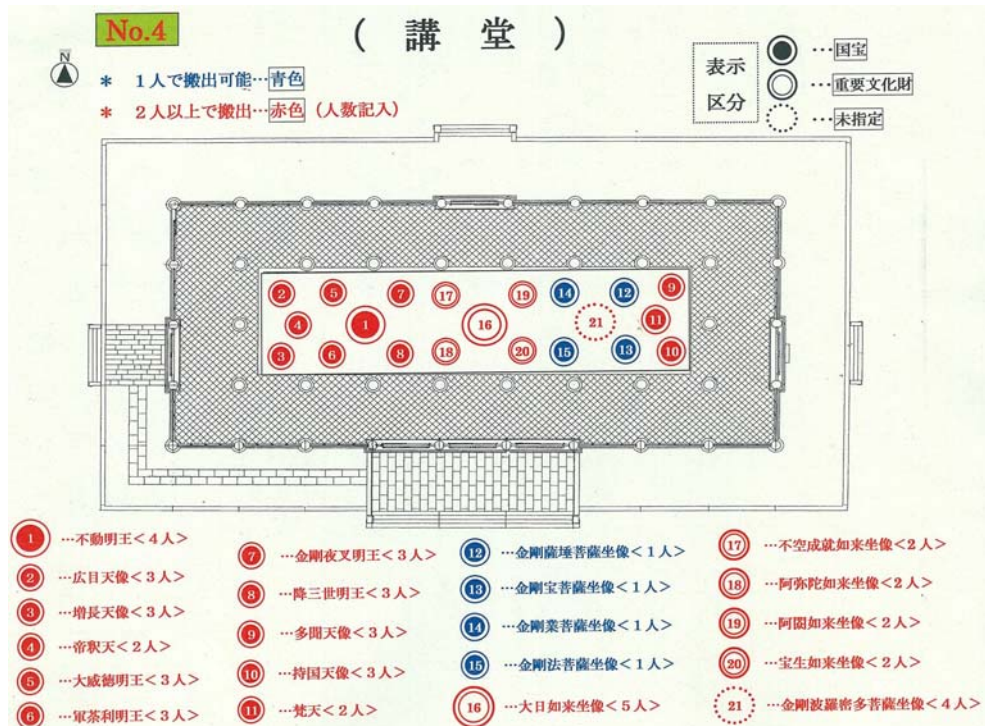 No.4
（ 講 堂 ）
N
＊ １人で搬出可能…青色
＊ ２人以上で搬出…赤色（人数記入）
表示
区分
…国宝
…重要文化財
…未指定
2 5 7 17 19 14 12 9
4 1 16 21 11
3 6 8 18 20 15 13 10
1 …不動明王＜４人＞
2 …広目天像＜３人＞
3 …増長天像＜３人＞
4 …帝釈天＜２人＞
5 …大威徳明王＜３人＞
6 …軍荼利明王＜３人＞
7 …金剛夜叉明王＜３人＞
8 …降三世明王＜３人＞
9 …多聞天像＜３人＞
10 …持国天像＜３人＞
11 …梵天＜２人＞
12 …金剛薩埵菩薩坐像＜１人＞
13 …金剛宝菩薩坐像＜１人＞
14 …金剛業菩薩坐像＜１人＞
15 …金剛法菩薩坐像＜１人＞
16 …大日如来坐像＜５人＞
17 …不空成就如来坐像＜２人＞
18 …阿弥陀如来坐像＜２人＞
19 …阿閦如来坐像＜２人＞
20 …宝生如来坐像＜２人＞
21 …金剛波羅密多菩薩坐像＜４人＞